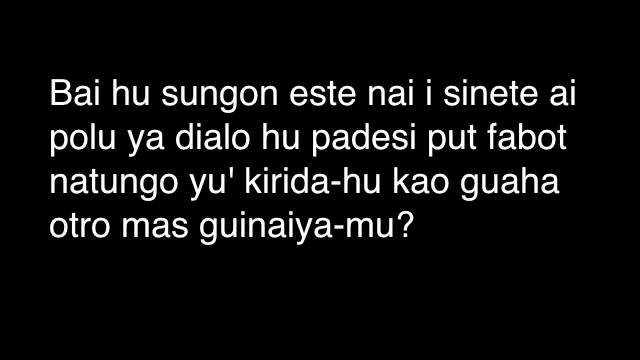 Bai hu sungon este nai i sinete ai
polu ya dialo hu padesi put fabot
natungo yu' kirida-hu kao guaha
otro mas guinaiya-mu?